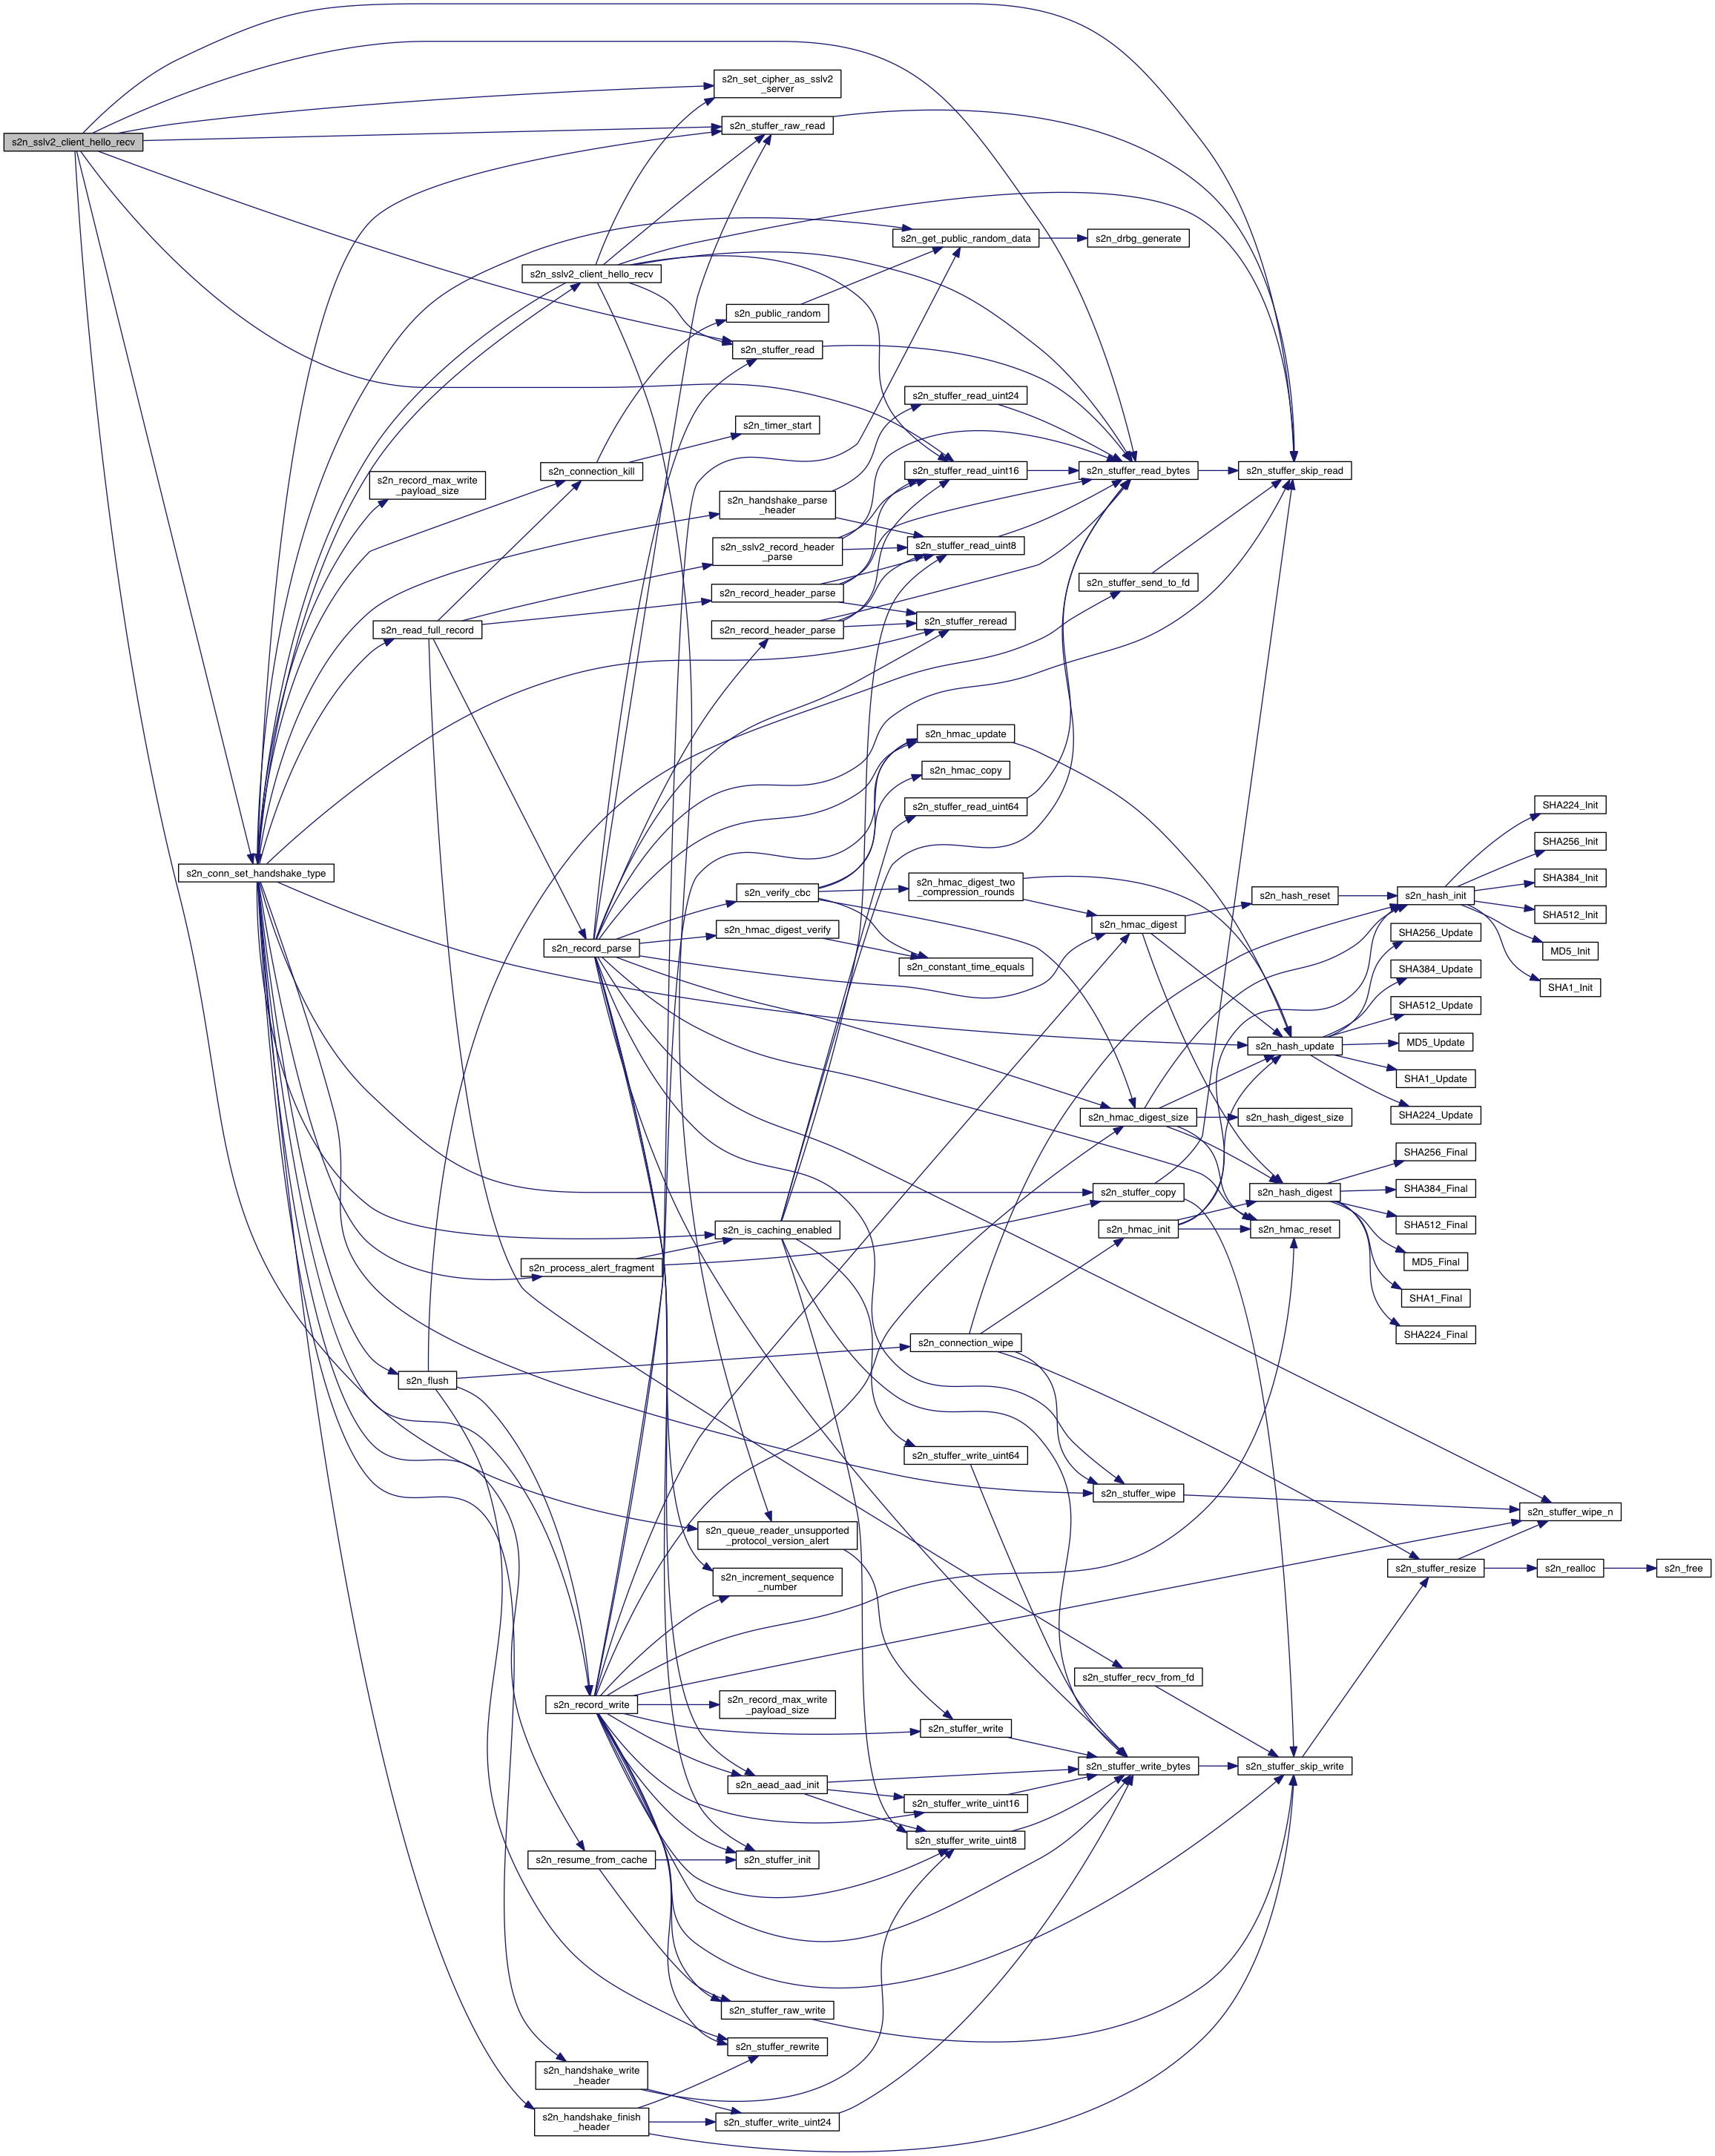 s2n_set_cipher_as_sslv2
_server
s2n_stuffer_raw_read
s2n_sslv2_client_hello_recv
s2n_get_public_random_data
s2n_drbg_generate
s2n_sslv2_client_hello_recv
s2n_public_random
s2n_stuffer_read
s2n_stuffer_read_uint24
s2n_timer_start
s2n_connection_kill
s2n_stuffer_read_uint16
s2n_stuffer_read_bytes
s2n_stuffer_skip_read
s2n_record_max_write
_payload_size
s2n_handshake_parse
_header
s2n_stuffer_read_uint8
s2n_sslv2_record_header
_parse
s2n_stuffer_send_to_fd
s2n_record_header_parse
s2n_stuffer_reread
s2n_read_full_record
s2n_record_header_parse
s2n_hmac_update
s2n_hmac_copy
s2n_stuffer_read_uint64
SHA224_Init
SHA256_Init
s2n_conn_set_handshake_type
SHA384_Init
s2n_verify_cbc
s2n_hmac_digest_two
_compression_rounds
s2n_hash_reset
s2n_hash_init
SHA512_Init
s2n_hmac_digest
s2n_hmac_digest_verify
SHA256_Update
s2n_record_parse
MD5_Init
s2n_constant_time_equals
SHA384_Update
SHA1_Init
SHA512_Update
s2n_hash_update
MD5_Update
SHA1_Update
s2n_hmac_digest_size
s2n_hash_digest_size
SHA224_Update
SHA256_Final
s2n_stuffer_copy
s2n_hash_digest
SHA384_Final
s2n_is_caching_enabled
s2n_hmac_init
s2n_hmac_reset
SHA512_Final
s2n_process_alert_fragment
MD5_Final
SHA1_Final
SHA224_Final
s2n_connection_wipe
s2n_flush
s2n_stuffer_write_uint64
s2n_stuffer_wipe
s2n_stuffer_wipe_n
s2n_queue_reader_unsupported
_protocol_version_alert
s2n_stuffer_resize
s2n_realloc
s2n_free
s2n_increment_sequence
_number
s2n_stuffer_recv_from_fd
s2n_record_write
s2n_record_max_write
_payload_size
s2n_stuffer_write
s2n_stuffer_write_bytes
s2n_stuffer_skip_write
s2n_aead_aad_init
s2n_stuffer_write_uint16
s2n_stuffer_write_uint8
s2n_resume_from_cache
s2n_stuffer_init
s2n_stuffer_raw_write
s2n_stuffer_rewrite
s2n_handshake_write
_header
s2n_handshake_finish
_header
s2n_stuffer_write_uint24